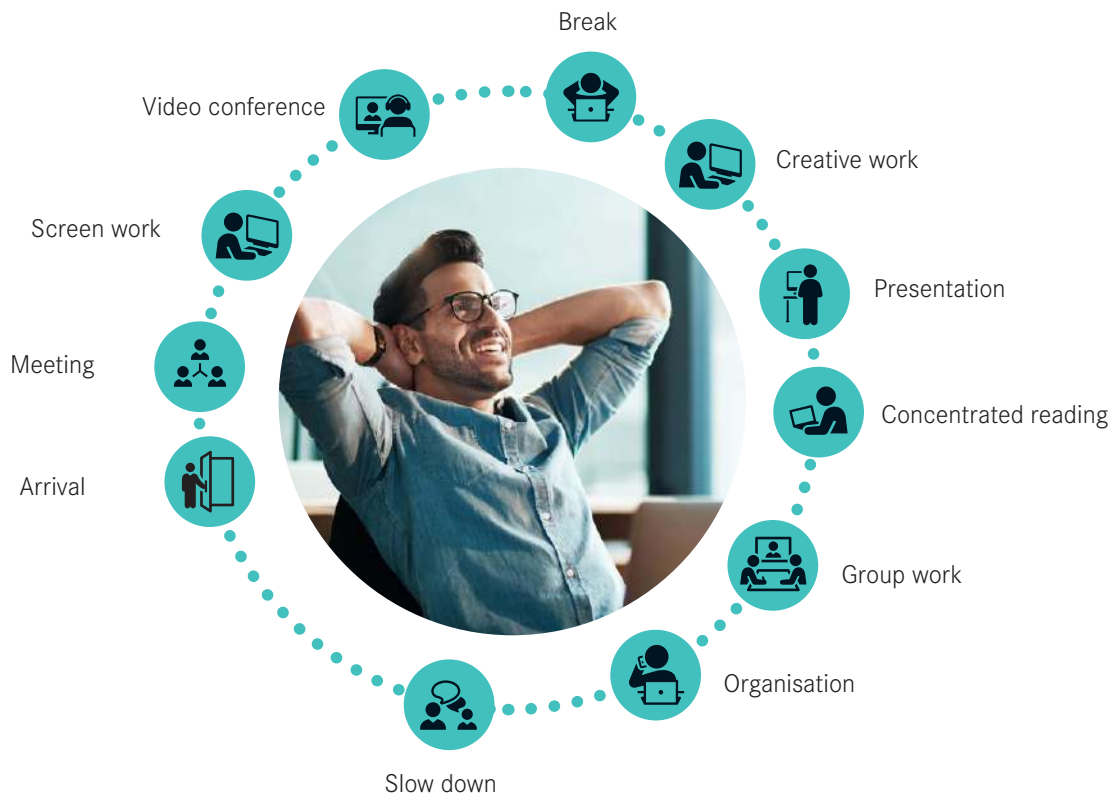 Break
Video conference
Creative work
Screen work
Presentation
Meeting
Concentrated reading
Arrival
Group work
Organisation
Slow down